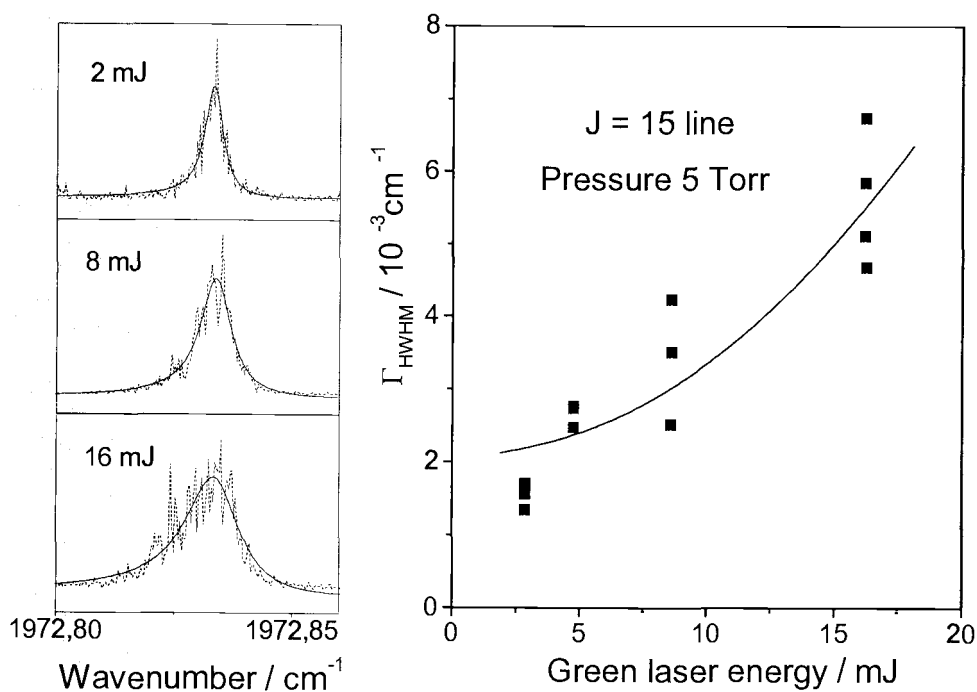 2 mJ
8 mJ
16 mJ
1972,80 1972,85
Wavenumber / cm⁻¹
8
6
4
2
0
Γ_HWHM / 10⁻³cm⁻¹
J = 15 line
Pressure 5 Torr
0 5 10 15 20
Green laser energy / mJ